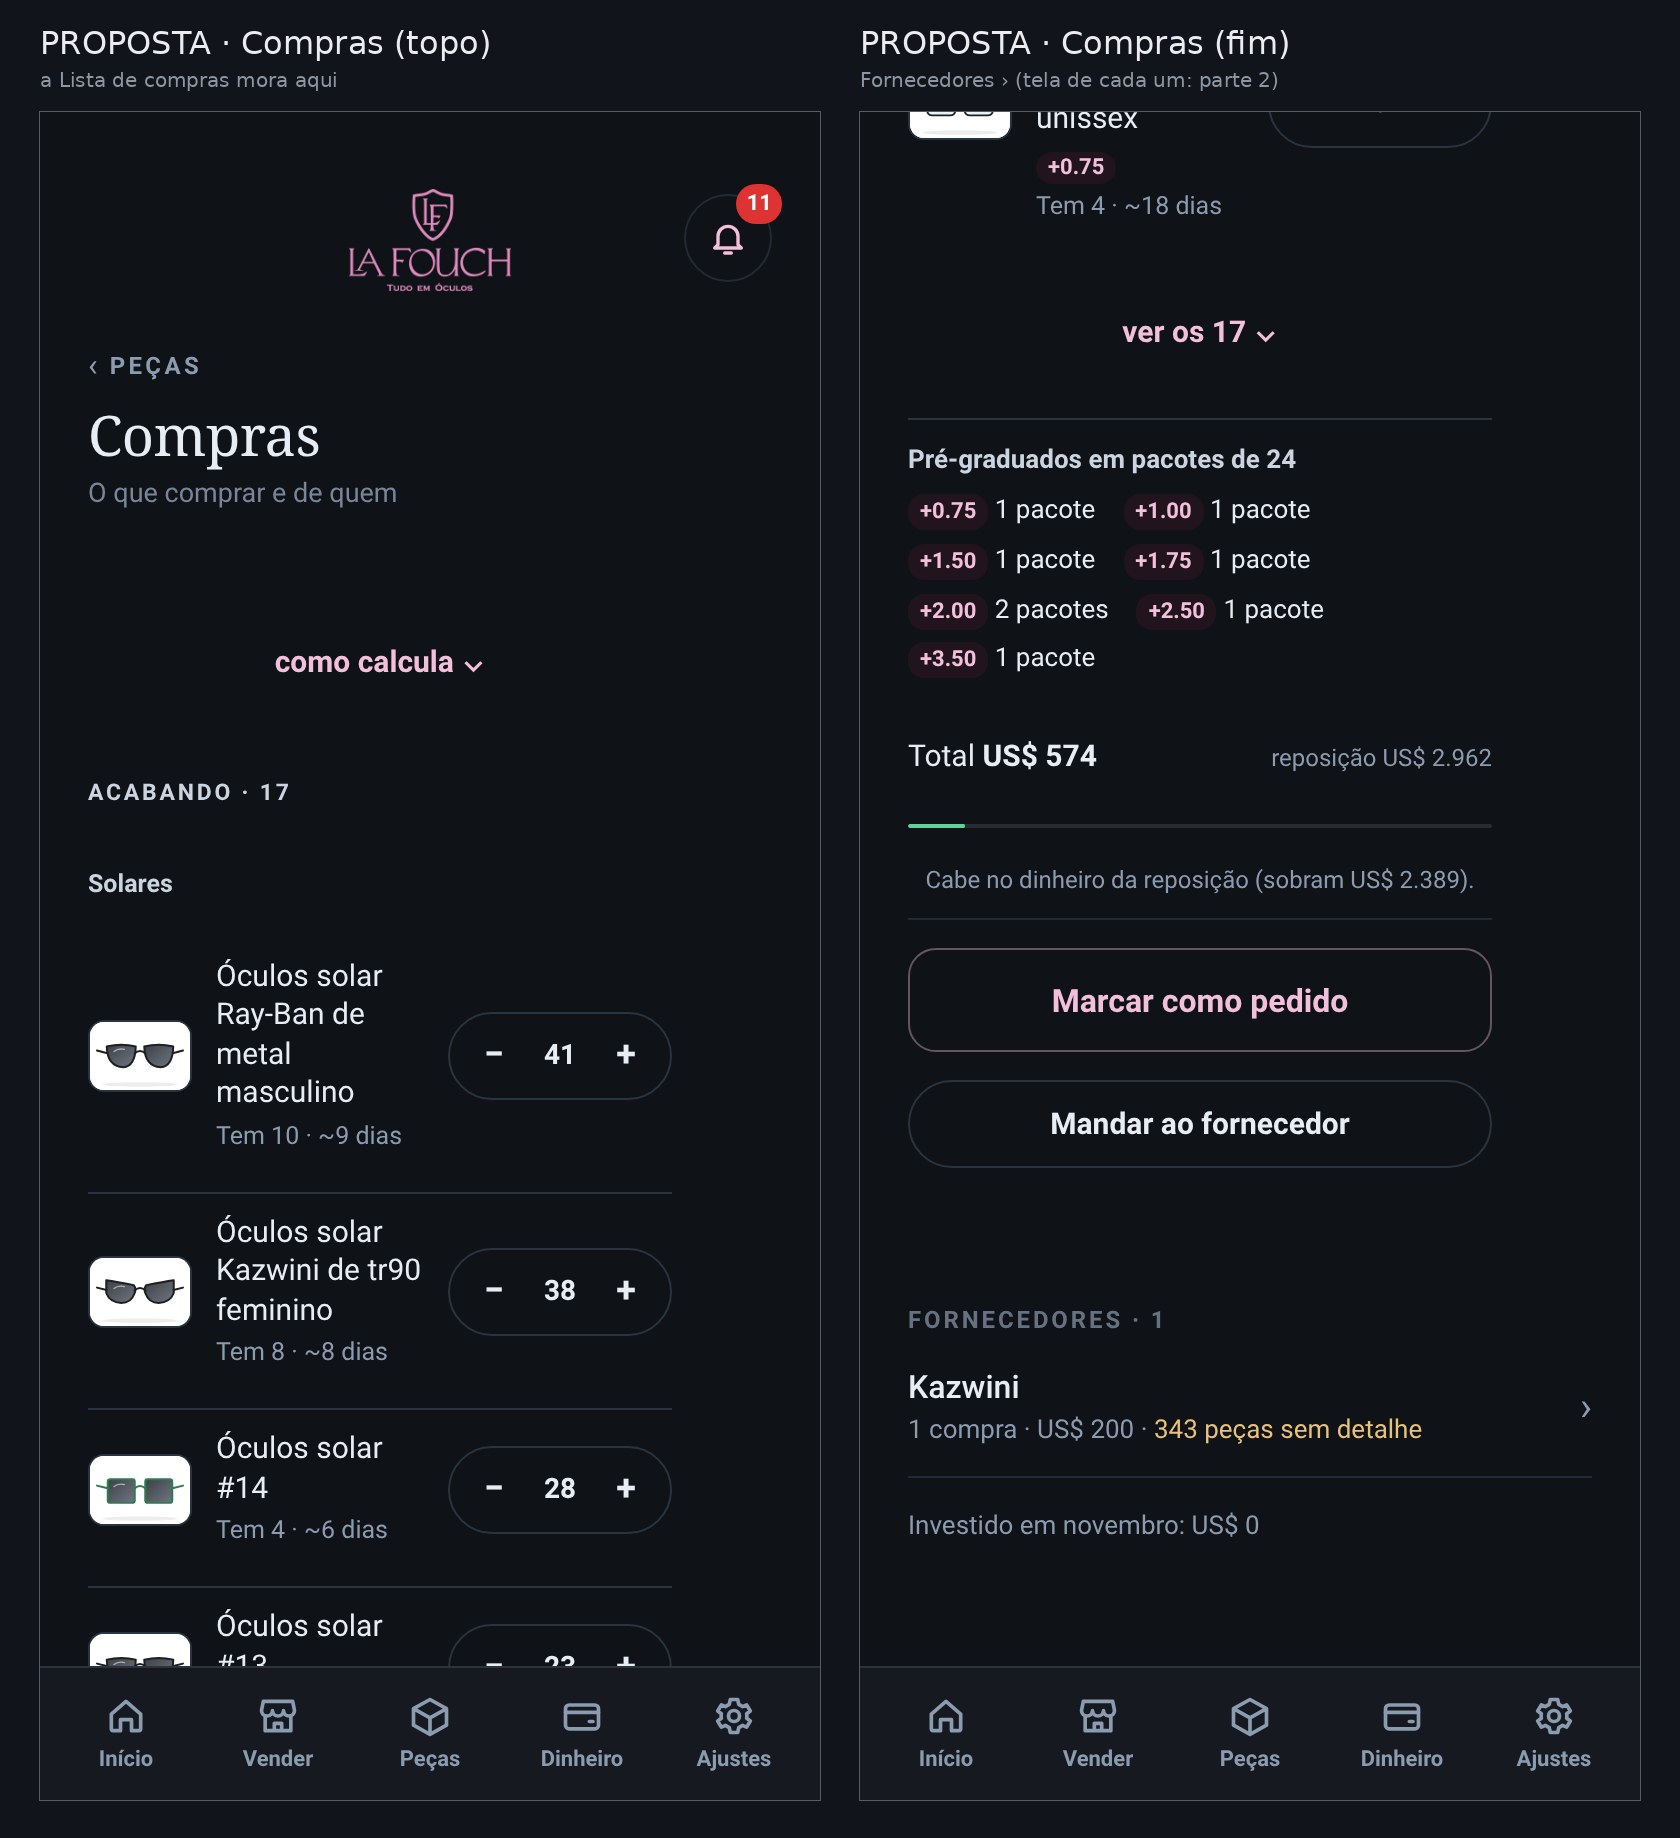 PROPOSTA · Compras (topo)
a Lista de compras mora aqui
LF
LA FOUCH
TUDO EM ÓCULOS
11
‹ PEÇAS
Compras
O que comprar e de quem
como calcula
ACABANDO · 17
Solares
Óculos solar
Ray-Ban de
metal
masculino
Tem 10 · ~9 dias
− 41 +
Óculos solar
Kazwini de tr90
feminino
Tem 8 · ~8 dias
− 38 +
Óculos solar
#14
Tem 4 · ~6 dias
− 28 +
Óculos solar
#13
− 23 +
Início
Vender
Peças
Dinheiro
Ajustes
PROPOSTA · Compras (fim)
Fornecedores › (tela de cada um: parte 2)
unissex
+0.75
Tem 4 · ~18 dias
ver os 17
Pré-graduados em pacotes de 24
+0.75 1 pacote +1.00 1 pacote
+1.50 1 pacote +1.75 1 pacote
+2.00 2 pacotes +2.50 1 pacote
+3.50 1 pacote
Total US$ 574 reposição US$ 2.962
Cabe no dinheiro da reposição (sobram US$ 2.389).
Marcar como pedido
Mandar ao fornecedor
FORNECEDORES · 1
Kazwini
1 compra · US$ 200 · 343 peças sem detalhe
›
Investido em novembro: US$ 0
Início
Vender
Peças
Dinheiro
Ajustes